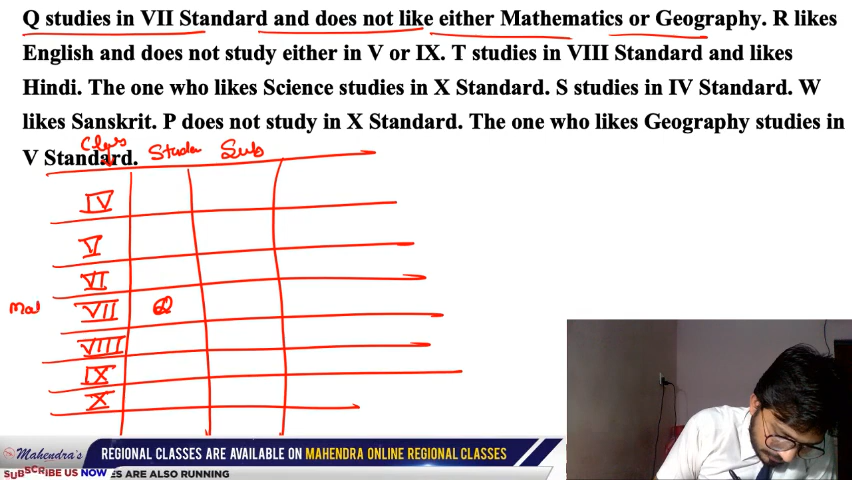 Q studies in VII Standard and does not like either Mathematics or Geography. R likes
English and does not study either in V or IX. T studies in VIII Standard and likes
Hindi. The one who likes Science studies in X Standard. S studies in IV Standard. W
likes Sanskrit. P does not study in X Standard. The one who likes Geography studies in
V Standard.
Class Sub
IV
V
VI
Mat VII Q
VIII
IX
X
Mahendra's REGIONAL CLASSES ARE AVAILABLE ON MAHENDRA ONLINE REGIONAL CLASSES
SUBSCRIBE US NOW ES ARE ALSO RUNNING